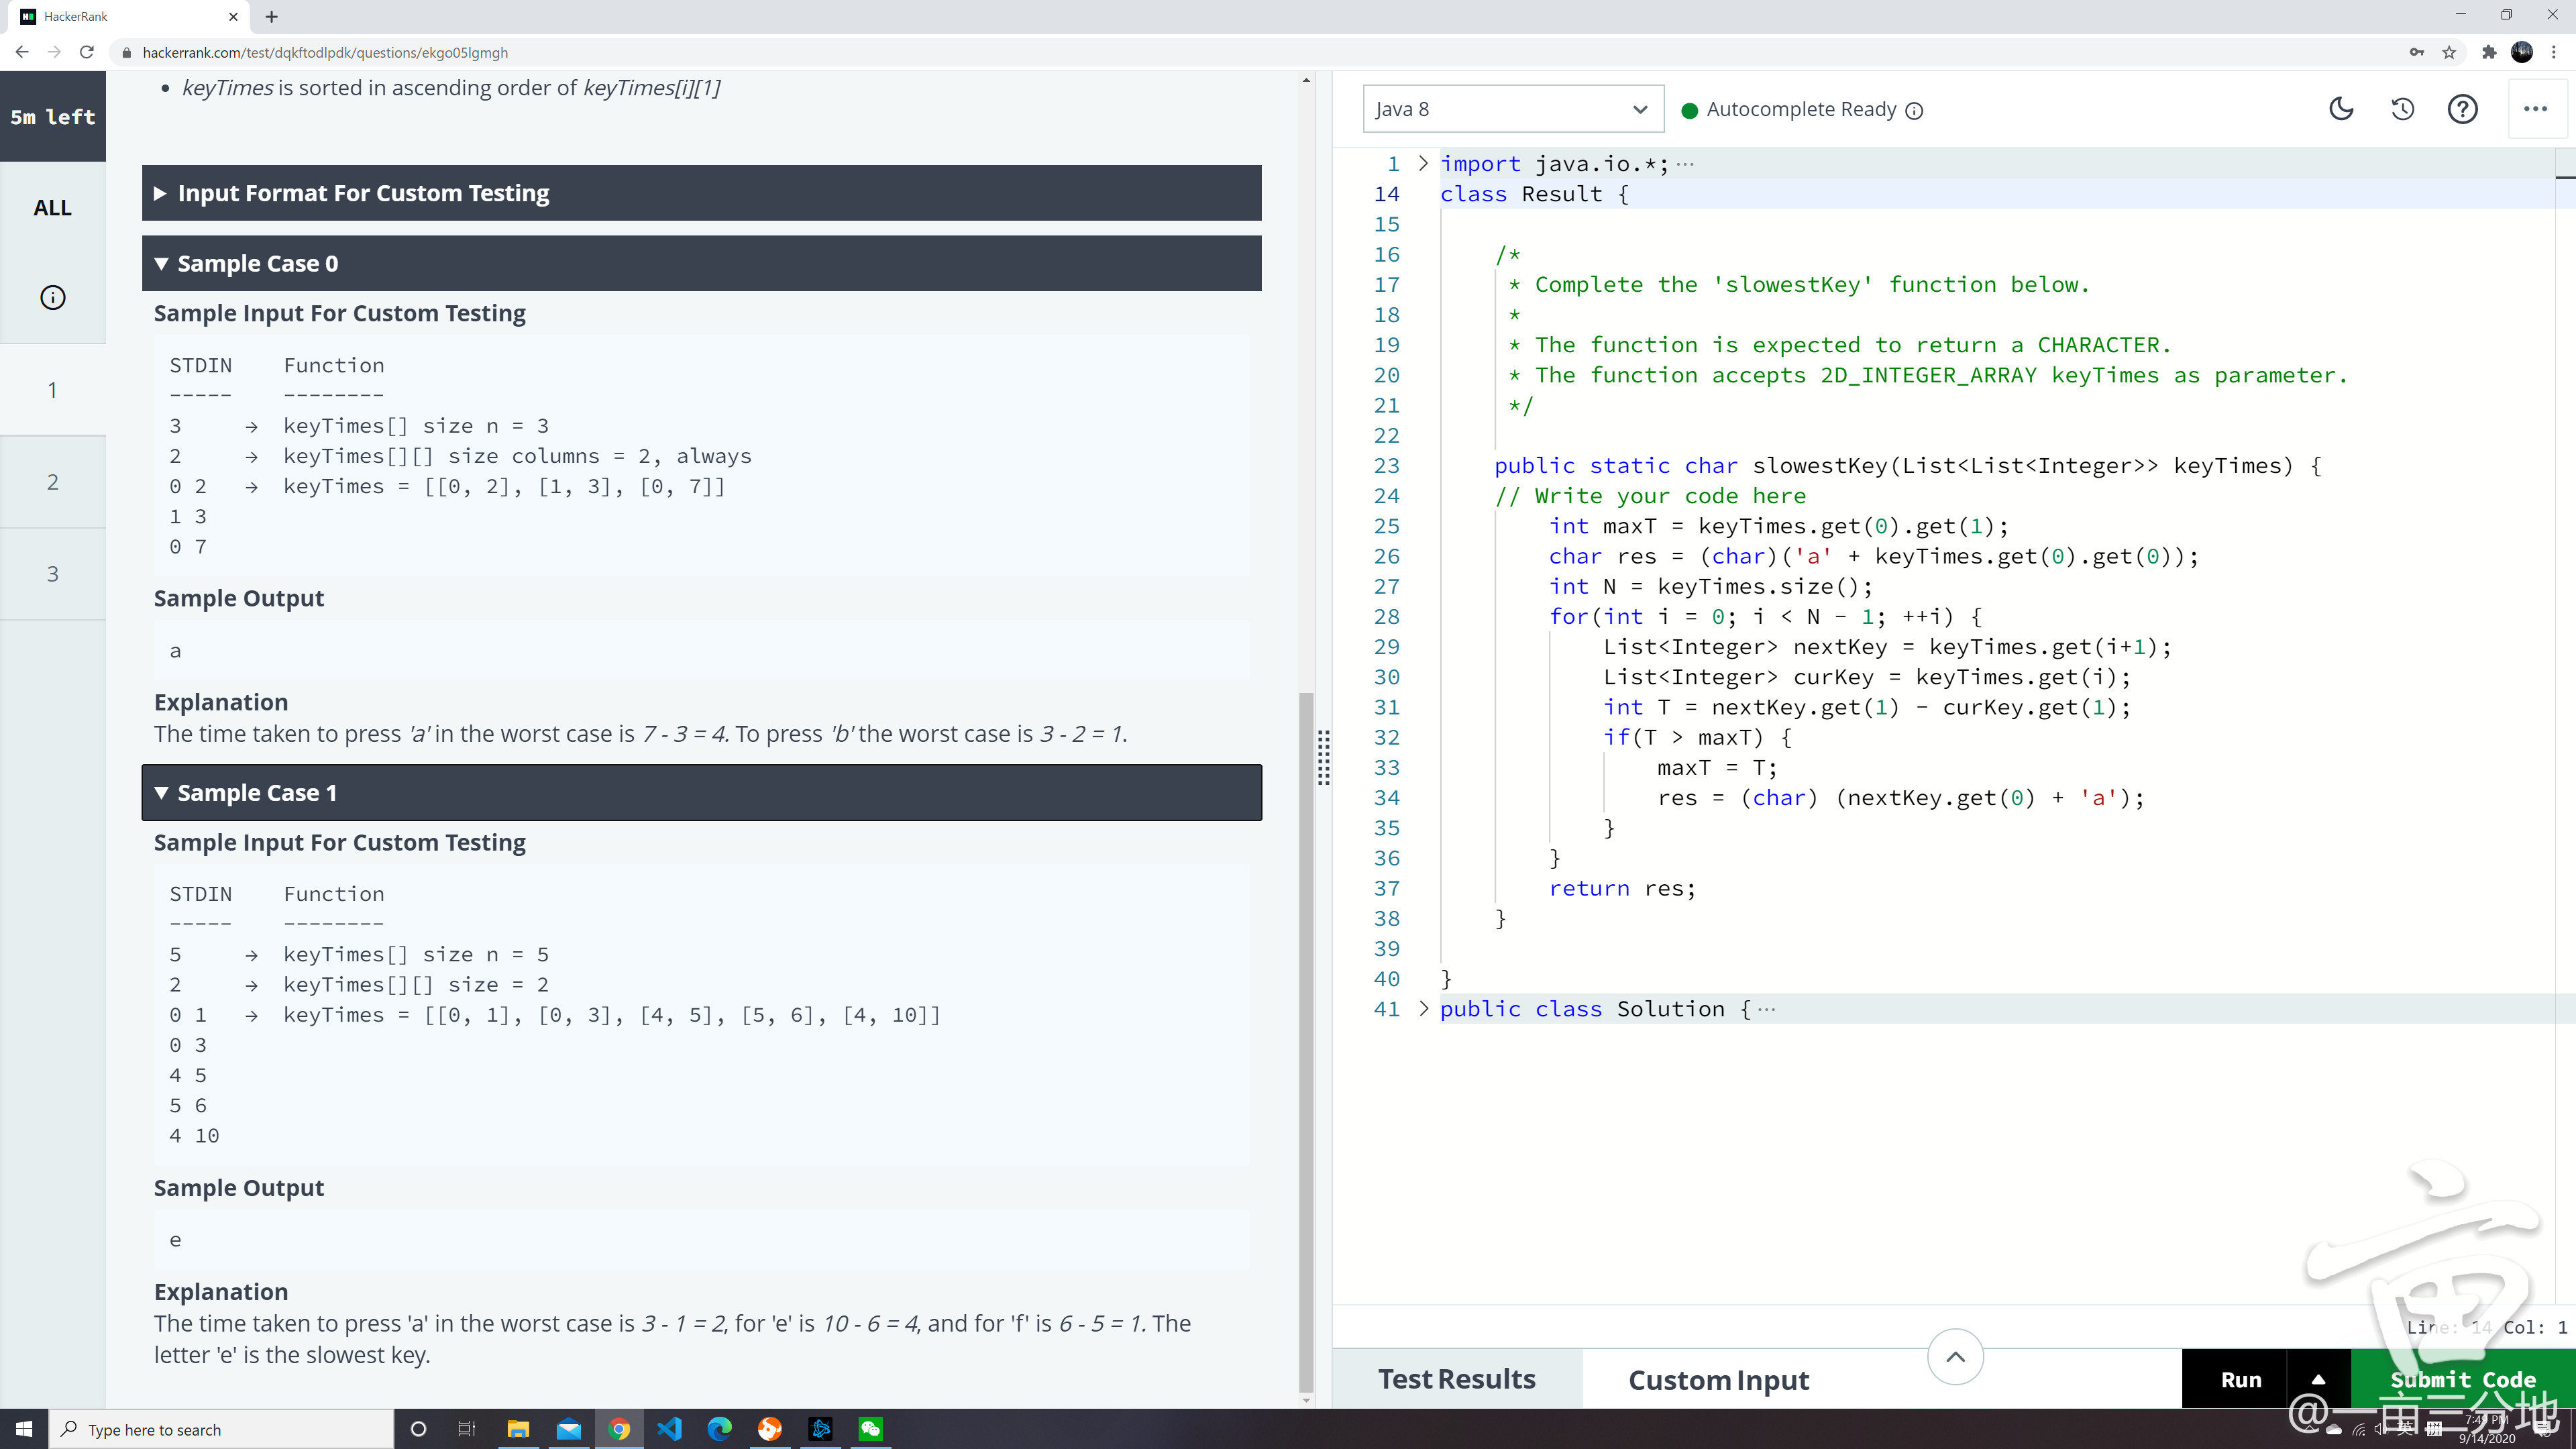 HackerRank
hackerrank.com/test/dqkftodlpdk/questions/ekgo05lgmgh
5m left
ALL
1
2
3
• keyTimes is sorted in ascending order of keyTimes[i][1]
Input Format For Custom Testing
Sample Case 0
Sample Input For Custom Testing
STDIN Function
----- --------
3 → keyTimes[] size n = 3
2 → keyTimes[][] size columns = 2, always
0 2 → keyTimes = [[0, 2], [1, 3], [0, 7]]
1 3
0 7
Sample Output
a
Explanation
The time taken to press 'a' in the worst case is 7 - 3 = 4. To press 'b' the worst case is 3 - 2 = 1.
Sample Case 1
Sample Input For Custom Testing
STDIN Function
----- --------
5 → keyTimes[] size n = 5
2 → keyTimes[][] size = 2
0 1 → keyTimes = [[0, 1], [0, 3], [4, 5], [5, 6], [4, 10]]
0 3
4 5
5 6
4 10
Sample Output
e
Explanation
The time taken to press 'a' in the worst case is 3 - 1 = 2, for 'e' is 10 - 6 = 4, and for 'f' is 6 - 5 = 1. The
letter 'e' is the slowest key.
Java 8
Autocomplete Ready
1 import java.io.*;···
14 class Result {
15
16 /*
17 * Complete the 'slowestKey' function below.
18 *
19 * The function is expected to return a CHARACTER.
20 * The function accepts 2D_INTEGER_ARRAY keyTimes as parameter.
21 */
22
23 public static char slowestKey(List<List<Integer>> keyTimes) {
24 // Write your code here
25 int maxT = keyTimes.get(0).get(1);
26 char res = (char)('a' + keyTimes.get(0).get(0));
27 int N = keyTimes.size();
28 for(int i = 0; i < N - 1; ++i) {
29 List<Integer> nextKey = keyTimes.get(i+1);
30 List<Integer> curKey = keyTimes.get(i);
31 int T = nextKey.get(1) - curKey.get(1);
32 if(T > maxT) {
33 maxT = T;
34 res = (char) (nextKey.get(0) + 'a');
35 }
36 }
37 return res;
38 }
39
40 }
41 public class Solution {···
Line: 14 Col: 1
Test Results
Custom Input
Run
Submit Code
亩
@一亩三分地
Type here to search
英
拼
7:49 PM
9/14/2020